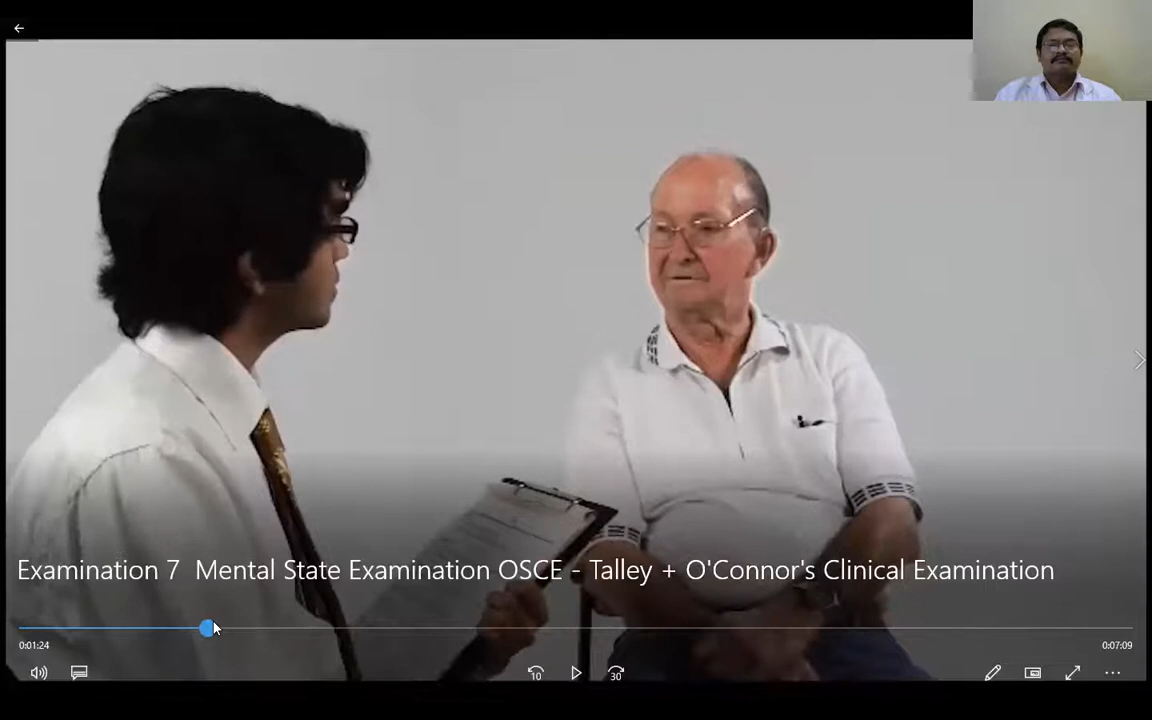 Examination 7 Mental State Examination OSCE - Talley + O'Connor's Clinical Examination
0:01:24
0:07:09
10
30